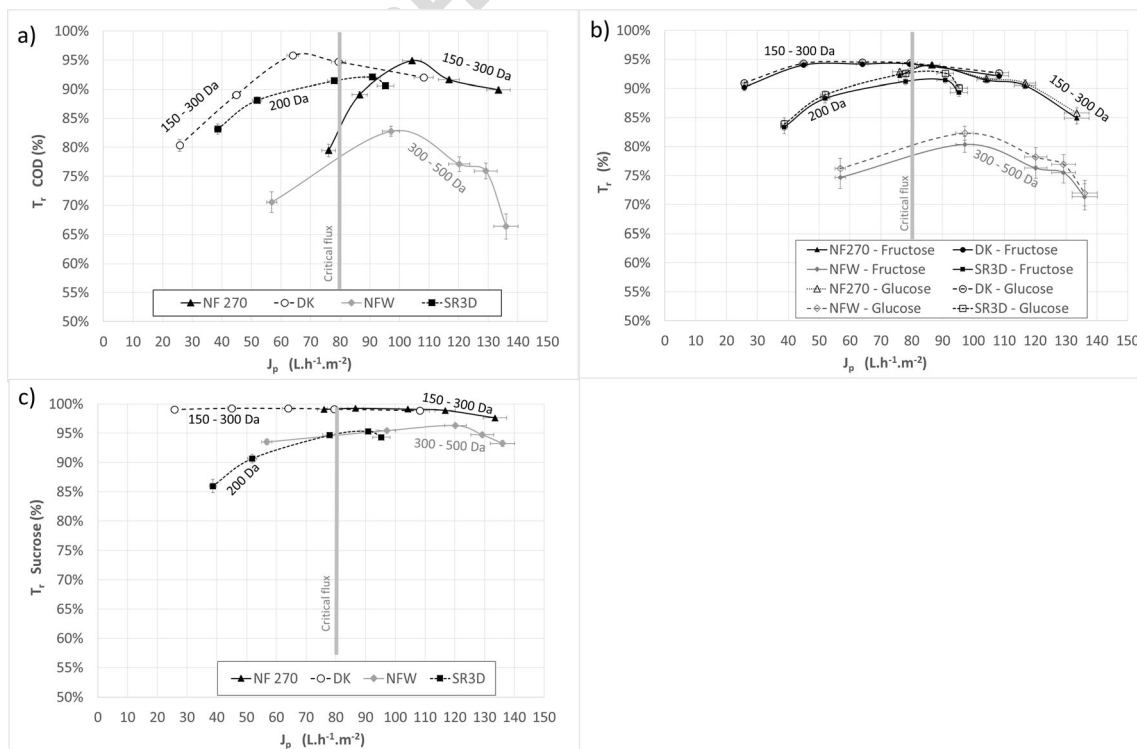 a)
100%
95%
90%
85%
80%
75%
70%
65%
60%
55%
50%
T_r COD (%)
150 - 300 Da
200 Da
150-300 Da
300 - 500 Da
Critical flux
NF 270 DK NFW SR3D
0 10 20 30 40 50 60 70 80 90 100 110 120 130 140 150
J_p (L.h⁻¹.m⁻²)
b)
100%
95%
90%
85%
80%
75%
70%
65%
60%
55%
50%
T_r (%)
150 - 300 Da
200 Da
150 - 300 Da
300 - 500 Da
Critical flux
NF270 - Fructose DK - Fructose
NFW - Fructose SR3D - Fructose
NF270 - Glucose DK - Glucose
NFW - Glucose SR3D - Glucose
0 10 20 30 40 50 60 70 80 90 100 110 120 130 140 150
J_p (L.h⁻¹.m⁻²)
c)
100%
95%
90%
85%
80%
75%
70%
65%
60%
55%
50%
T_r Sucrose (%)
150 - 300 Da
200 Da
150 - 300 Da
300 - 500 Da
Critical flux
NF 270 DK NFW SR3D
0 10 20 30 40 50 60 70 80 90 100 110 120 130 140 150
J_p (L.h⁻¹.m⁻²)